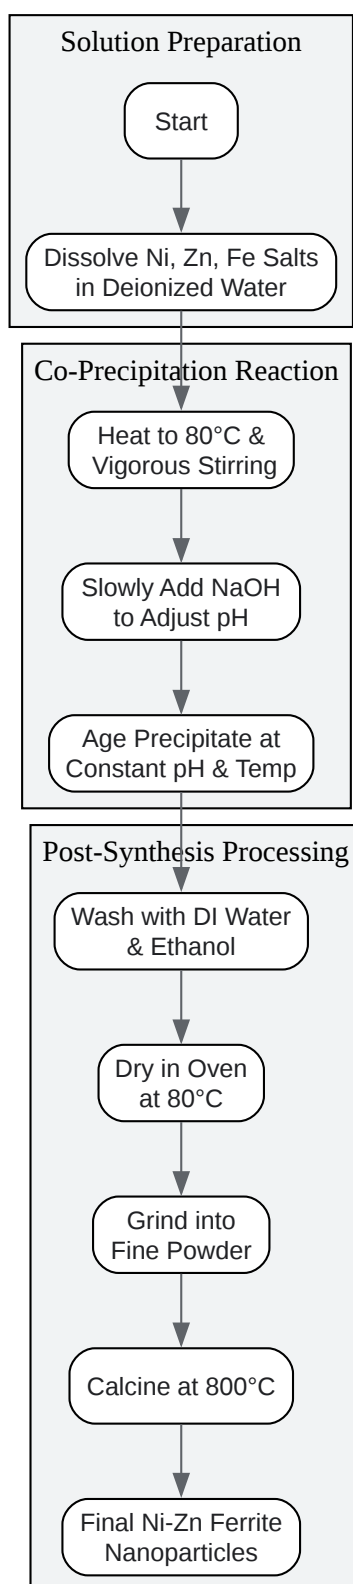 Solution Preparation
Start
Dissolve Ni, Zn, Fe Salts
in Deionized Water
Co-Precipitation Reaction
Heat to 80°C &
Vigorous Stirring
Slowly Add NaOH
to Adjust pH
Age Precipitate at
Constant pH & Temp
Post-Synthesis Processing
Wash with DI Water
& Ethanol
Dry in Oven
at 80°C
Grind into
Fine Powder
Calcine at 800°C
Final Ni-Zn Ferrite
Nanoparticles